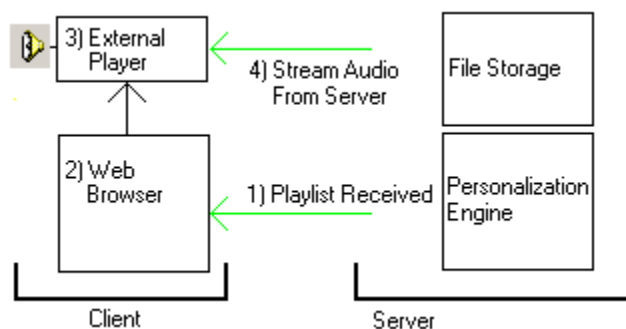 3) External
Player
4) Stream Audio
From Server
File Storage
2) Web
Browser
1) Playlist Received
Personalization
Engine
Client
Server